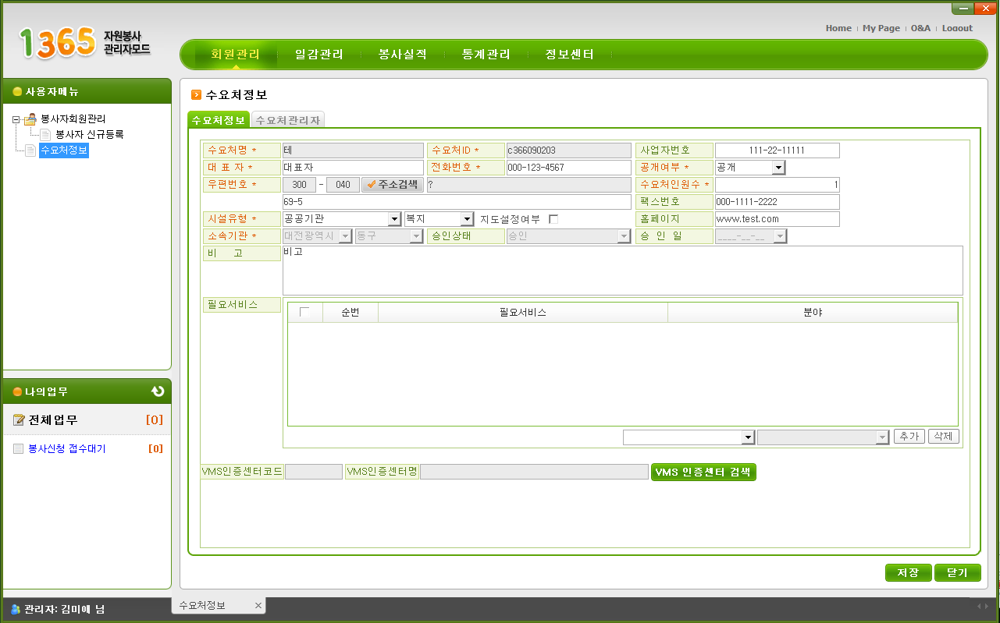 1365 자원봉사
관리자모드
Home My Page Q&A Logout
회원관리 일감관리 봉사실적 통계관리 정보센터
사용자메뉴
봉사자회원관리
봉사자 신규등록
수요처정보
나의업무
전체업무 [0]
봉사신청 접수대기 [0]
수요처정보
수요처정보 수요처관리자
수요처명 * 테 수요처ID * c366090203 사업자번호 111-22-11111
대 표 자 * 대표자 전화번호 * 000-123-4567 공개여부 * 공개
우편번호 * 300 - 040 주소검색 ? 수요처인원수 * 1
69-5 팩스번호 000-1111-2222
시설유형 * 공공기관 복지 지도설정여부 홈페이지 www.test.com
소속기관 * 대전광역시 동구 승인상태 승인 승 인 일 ____-__-__
비 고 비고
필요서비스
순번 필요서비스 분야
추가 삭제
VMS인증센터코드 VMS인증센터명 VMS 인증센터 검색
저장 닫기
관리자: 김미애 님 수요처정보